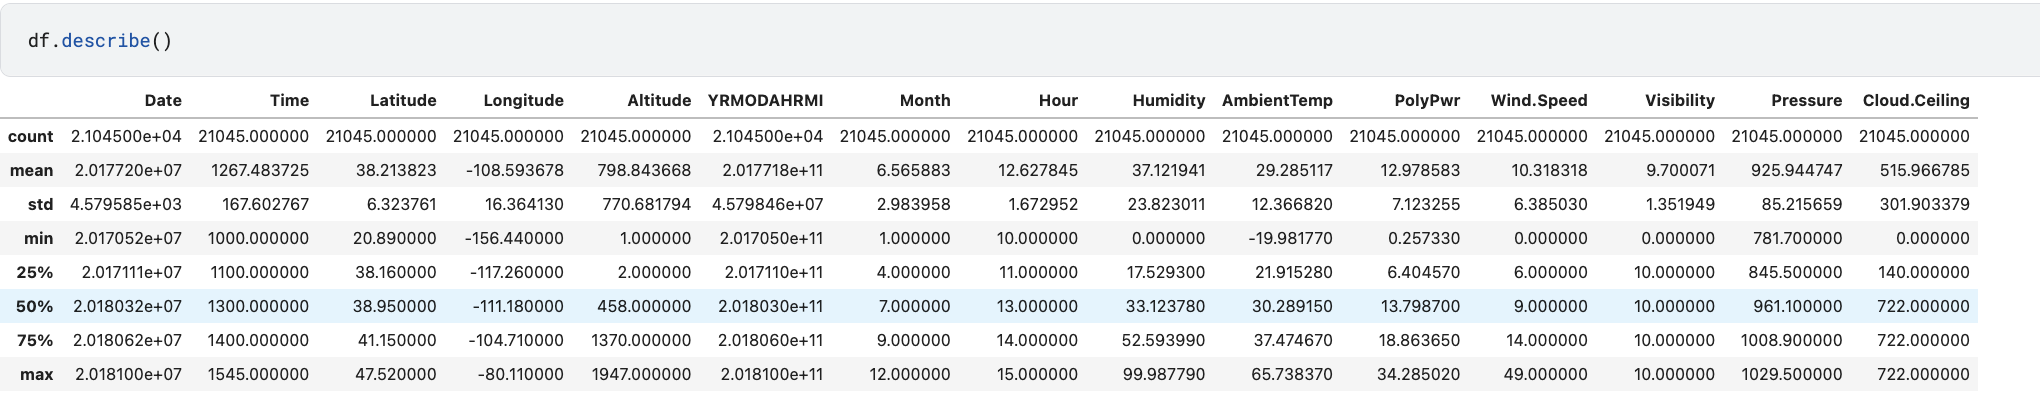 df.describe()
Date Time Latitude Longitude Altitude YRMODAHRMI Month Hour Humidity AmbientTemp PolyPwr Wind.Speed Visibility Pressure Cloud.Ceiling
count 2.104500e+04 21045.000000 21045.000000 21045.000000 21045.000000 2.104500e+04 21045.000000 21045.000000 21045.000000 21045.000000 21045.000000 21045.000000 21045.000000 21045.000000 21045.000000
mean 2.017720e+07 1267.483725 38.213823 -108.593678 798.843668 2.017718e+11 6.565883 12.627845 37.121941 29.285117 12.978583 10.318318 9.700071 925.944747 515.966785
std 4.579585e+03 167.602767 6.323761 16.364130 770.681794 4.579846e+07 2.983958 1.672952 23.823011 12.366820 7.123255 6.385030 1.351949 85.215659 301.903379
min 2.017052e+07 1000.000000 20.890000 -156.440000 1.000000 2.017050e+11 1.000000 10.000000 0.000000 -19.981770 0.257330 0.000000 0.000000 781.700000 0.000000
25% 2.017111e+07 1100.000000 38.160000 -117.260000 2.000000 2.017110e+11 4.000000 11.000000 17.529300 21.915280 6.404570 6.000000 10.000000 845.500000 140.000000
50% 2.018032e+07 1300.000000 38.950000 -111.180000 458.000000 2.018030e+11 7.000000 13.000000 33.123780 30.289150 13.798700 9.000000 10.000000 961.100000 722.000000
75% 2.018062e+07 1400.000000 41.150000 -104.710000 1370.000000 2.018060e+11 9.000000 14.000000 52.593990 37.474670 18.863650 14.000000 10.000000 1008.900000 722.000000
max 2.018100e+07 1545.000000 47.520000 -80.110000 1947.000000 2.018100e+11 12.000000 15.000000 99.987790 65.738370 34.285020 49.000000 10.000000 1029.500000 722.000000